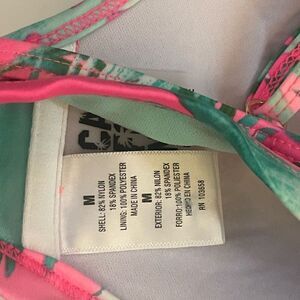 M
SHELL: 82% NYLON
18% SPANDEX
LINING: 100% POLYESTER
MADE IN CHINA
M
EXTERIOR: 82% NILON
18% SPANDEX
FORRO: 100% POLIESTER
HECHO EN CHINA
RN 103858